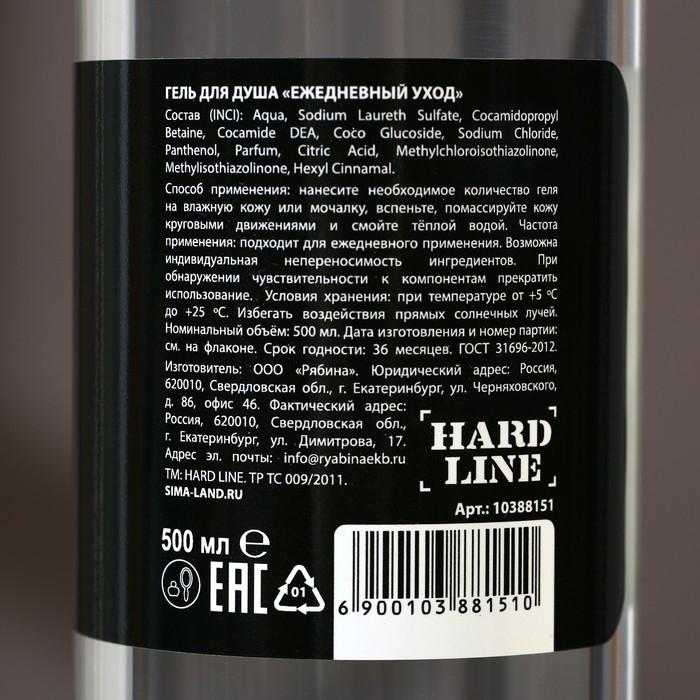 ГЕЛЬ ДЛЯ ДУША «ЕЖЕДНЕВНЫЙ УХОД»
Состав (INCI): Aqua, Sodium Laureth Sulfate, Cocamidopropyl
Betaine, Cocamide DEA, Coco Glucoside, Sodium Chloride,
Panthenol, Parfum, Citric Acid, Methylchloroisothiazolinone,
Methylisothiazolinone, Hexyl Cinnamal.
Способ применения: нанесите необходимое количество геля
на влажную кожу или мочалку, вспеньте, помассируйте кожу
круговыми движениями и смойте тёплой водой. Частота
применения: подходит для ежедневного применения. Возможна
индивидуальная непереносимость ингредиентов. При
обнаружении чувствительности к компонентам прекратить
использование. Условия хранения: при температуре от +5 ºC
до +25 ºC. Избегать воздействия прямых солнечных лучей.
Номинальный объём: 500 мл. Дата изготовления и номер партии:
см. на флаконе. Срок годности: 36 месяцев. ГОСТ 31696-2012.
Изготовитель: ООО «Рябина». Юридический адрес: Россия,
620010, Свердловская обл., г. Екатеринбург, ул. Черняховского,
д. 86, офис 46. Фактический адрес:
Россия, 620010, Свердловская обл.,
г. Екатеринбург, ул. Димитрова, 17.
Адрес эл. почты: info@ryabinaekb.ru
ТМ: HARD LINE. ТР ТС 009/2011.
SIMA-LAND.RU
HARD
LINE
Арт.: 10388151
500 мл ℮
EAC
01
6 900103 881510